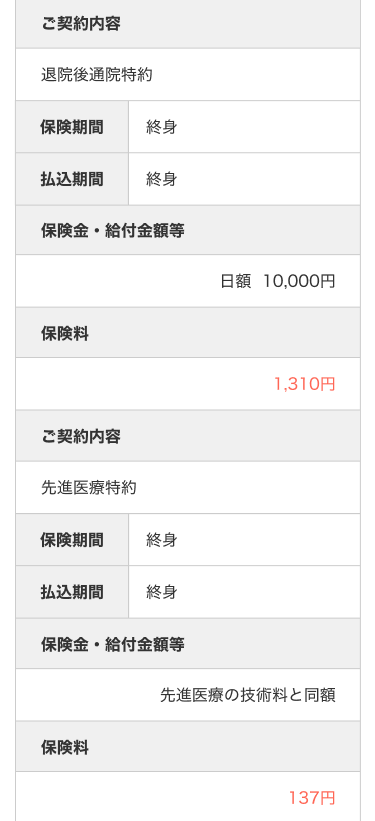 ご契約内容
退院後通院特約
保険期間 終身
払込期間 終身
保険金・給付金額等
日額 10,000円
保険料
1,310円
ご契約内容
先進医療特約
保険期間 終身
払込期間 終身
保険金・給付金額等
先進医療の技術料と同額
保険料
137円